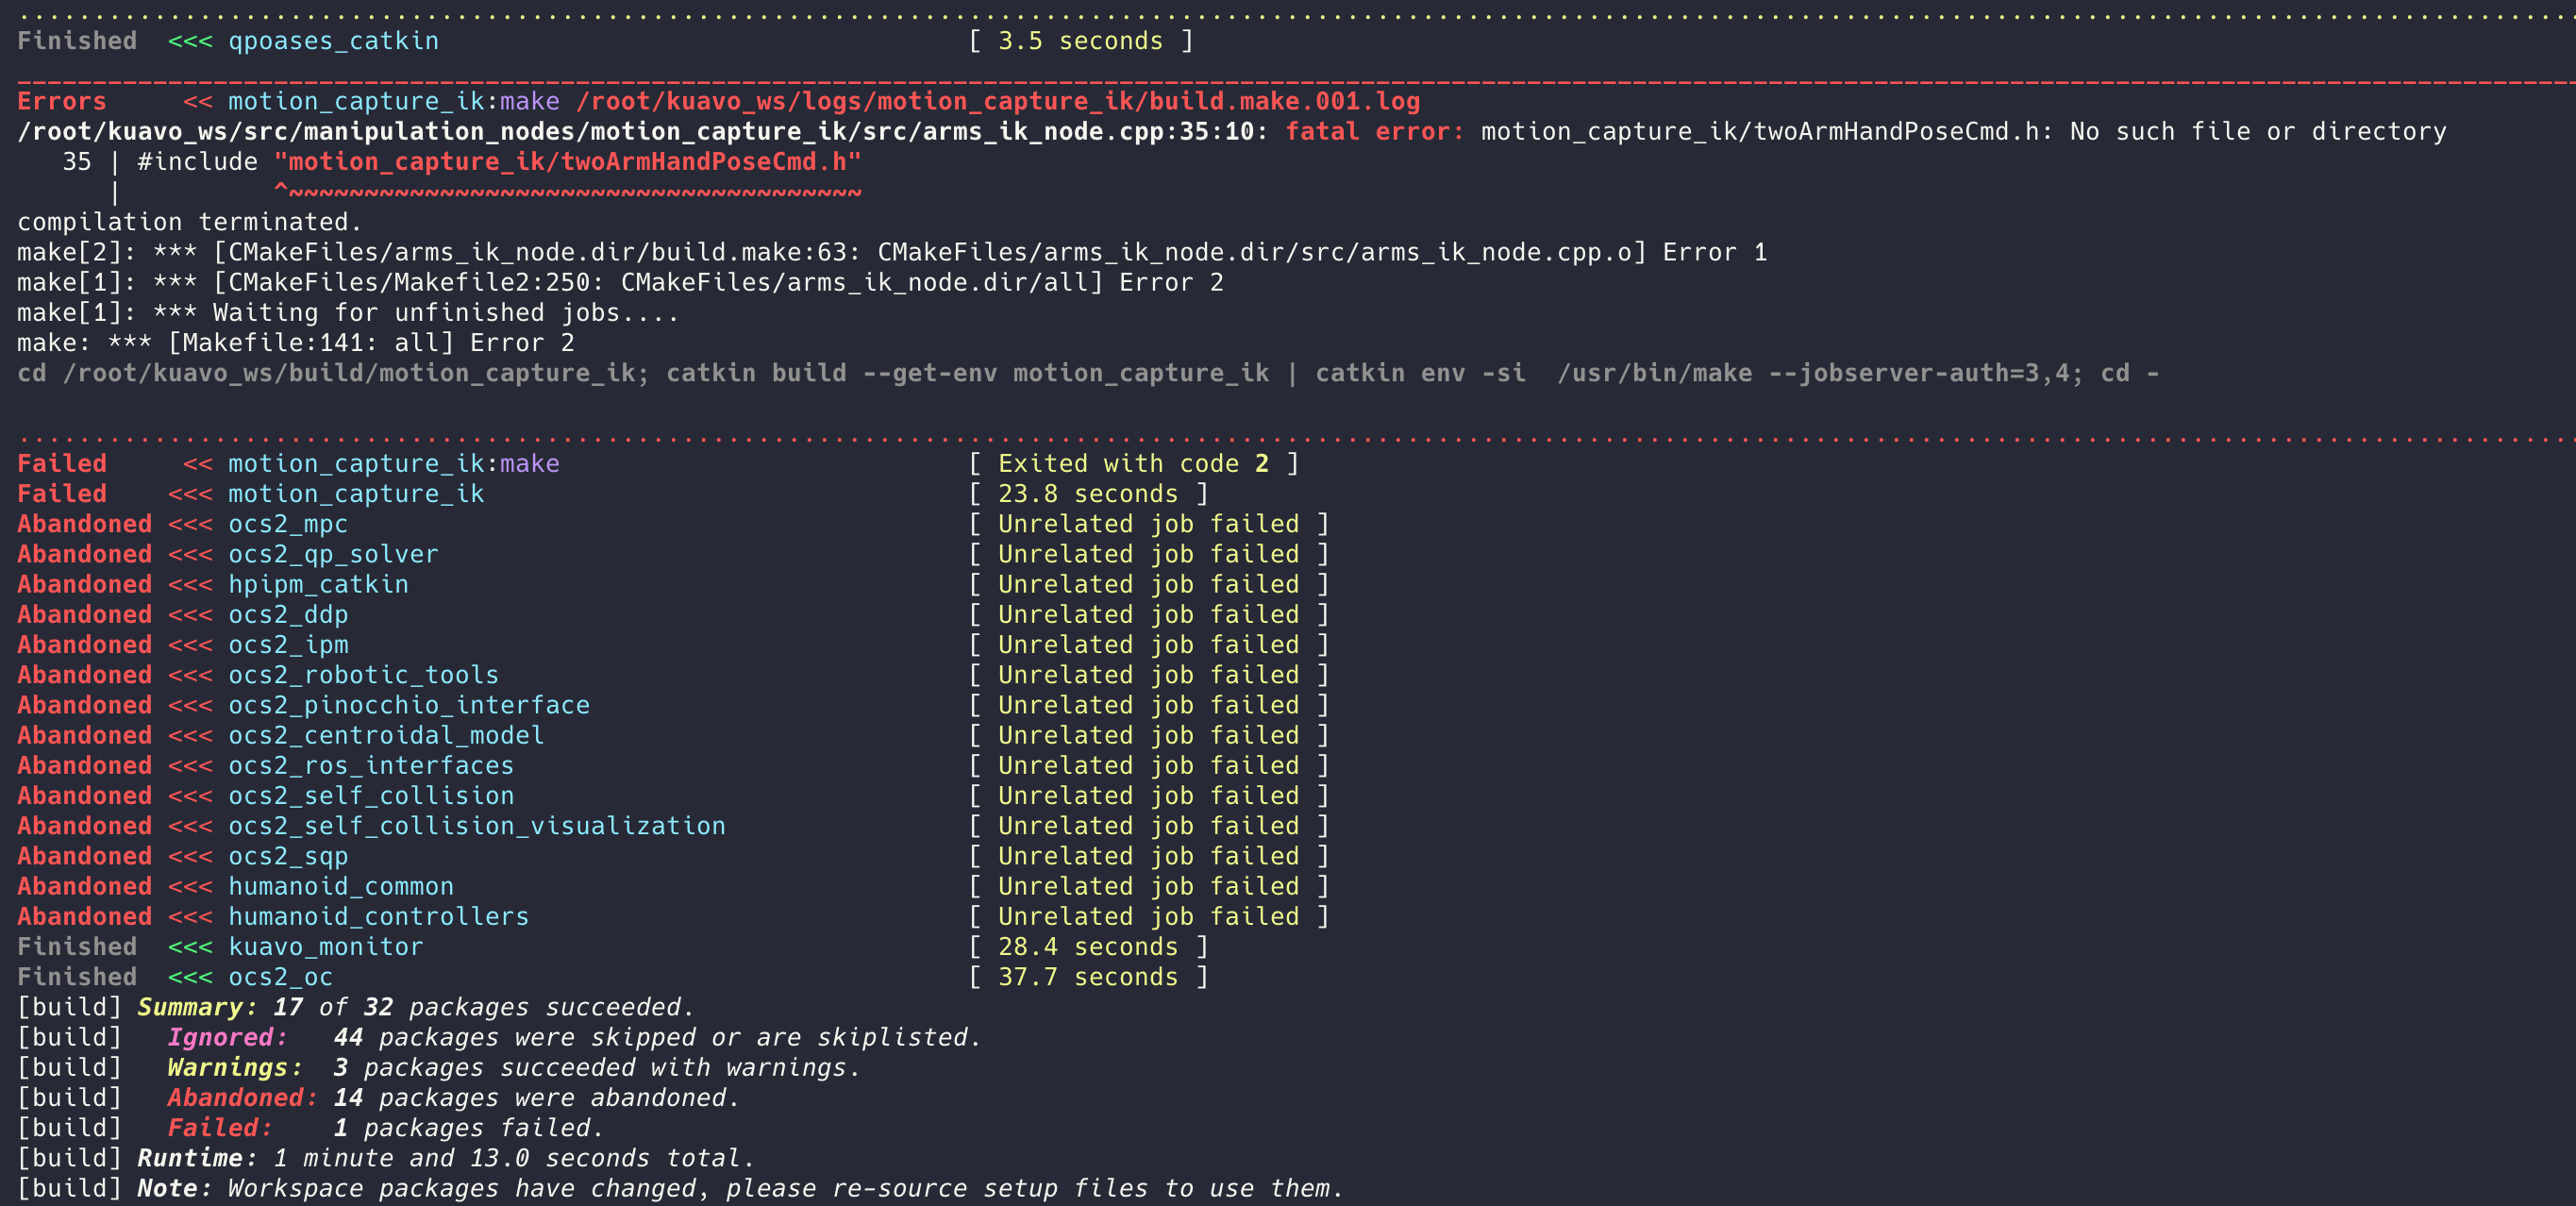 Finished  <<< qpoases_catkin                                   [ 3.5 seconds ]
Errors     << motion_capture_ik:make /root/kuavo_ws/logs/motion_capture_ik/build.make.001.log
/root/kuavo_ws/src/manipulation_nodes/motion_capture_ik/src/arms_ik_node.cpp:35:10: fatal error: motion_capture_ik/twoArmHandPoseCmd.h: No such file or directory
   35 | #include "motion_capture_ik/twoArmHandPoseCmd.h"
      |          ^~~~~~~~~~~~~~~~~~~~~~~~~~~~~~~~~~~~~~~
compilation terminated.
make[2]: *** [CMakeFiles/arms_ik_node.dir/build.make:63: CMakeFiles/arms_ik_node.dir/src/arms_ik_node.cpp.o] Error 1
make[1]: *** [CMakeFiles/Makefile2:250: CMakeFiles/arms_ik_node.dir/all] Error 2
make[1]: *** Waiting for unfinished jobs....
make: *** [Makefile:141: all] Error 2
cd /root/kuavo_ws/build/motion_capture_ik; catkin build --get-env motion_capture_ik | catkin env -si  /usr/bin/make --jobserver-auth=3,4; cd -
Failed     << motion_capture_ik:make                           [ Exited with code 2 ]
Failed    <<< motion_capture_ik                                [ 23.8 seconds ]
Abandoned <<< ocs2_mpc                                         [ Unrelated job failed ]
Abandoned <<< ocs2_qp_solver                                   [ Unrelated job failed ]
Abandoned <<< hpipm_catkin                                     [ Unrelated job failed ]
Abandoned <<< ocs2_ddp                                         [ Unrelated job failed ]
Abandoned <<< ocs2_ipm                                         [ Unrelated job failed ]
Abandoned <<< ocs2_robotic_tools                               [ Unrelated job failed ]
Abandoned <<< ocs2_pinocchio_interface                         [ Unrelated job failed ]
Abandoned <<< ocs2_centroidal_model                            [ Unrelated job failed ]
Abandoned <<< ocs2_ros_interfaces                              [ Unrelated job failed ]
Abandoned <<< ocs2_self_collision                              [ Unrelated job failed ]
Abandoned <<< ocs2_self_collision_visualization                [ Unrelated job failed ]
Abandoned <<< ocs2_sqp                                         [ Unrelated job failed ]
Abandoned <<< humanoid_common                                  [ Unrelated job failed ]
Abandoned <<< humanoid_controllers                             [ Unrelated job failed ]
Finished  <<< kuavo_monitor                                    [ 28.4 seconds ]
Finished  <<< ocs2_oc                                          [ 37.7 seconds ]
[build] Summary: 17 of 32 packages succeeded.
[build]   Ignored:   44 packages were skipped or are skiplisted.
[build]   Warnings:  3 packages succeeded with warnings.
[build]   Abandoned: 14 packages were abandoned.
[build]   Failed:    1 packages failed.
[build] Runtime: 1 minute and 13.0 seconds total.
[build] Note: Workspace packages have changed, please re-source setup files to use them.